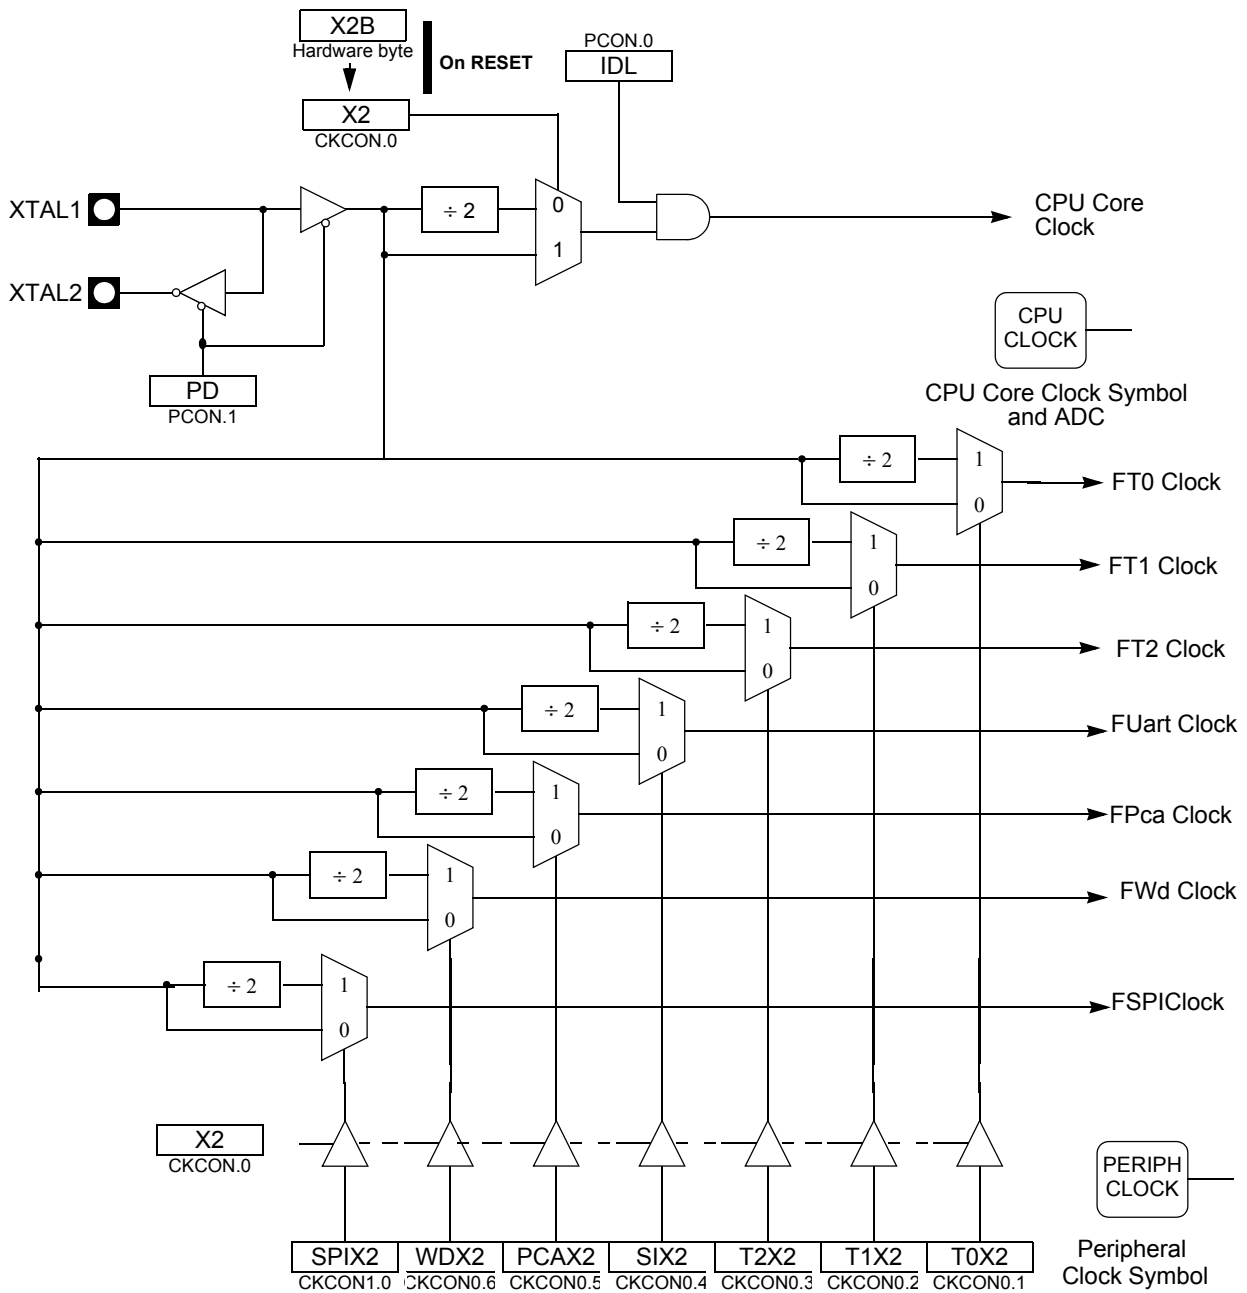 X2B
Hardware byte
On RESET
X2
CKCON.0
PCON.0
IDL
XTAL1
÷ 2
0
1
CPU Core
Clock
XTAL2
PD
PCON.1
CPU
CLOCK
CPU Core Clock Symbol
and ADC
÷ 2
1
0
FT0 Clock
÷ 2
1
0
FT1 Clock
÷ 2
1
0
FT2 Clock
÷ 2
1
0
FUart Clock
÷ 2
1
0
FPca Clock
÷ 2
1
0
FWd Clock
÷ 2
1
0
FSPIClock
X2
CKCON.0
PERIPH
CLOCK
Peripheral
Clock Symbol
SPIX2
CKCON1.0
WDX2
CKCON0.6
PCAX2
CKCON0.5
SIX2
CKCON0.4
T2X2
CKCON0.3
T1X2
CKCON0.2
T0X2
CKCON0.1